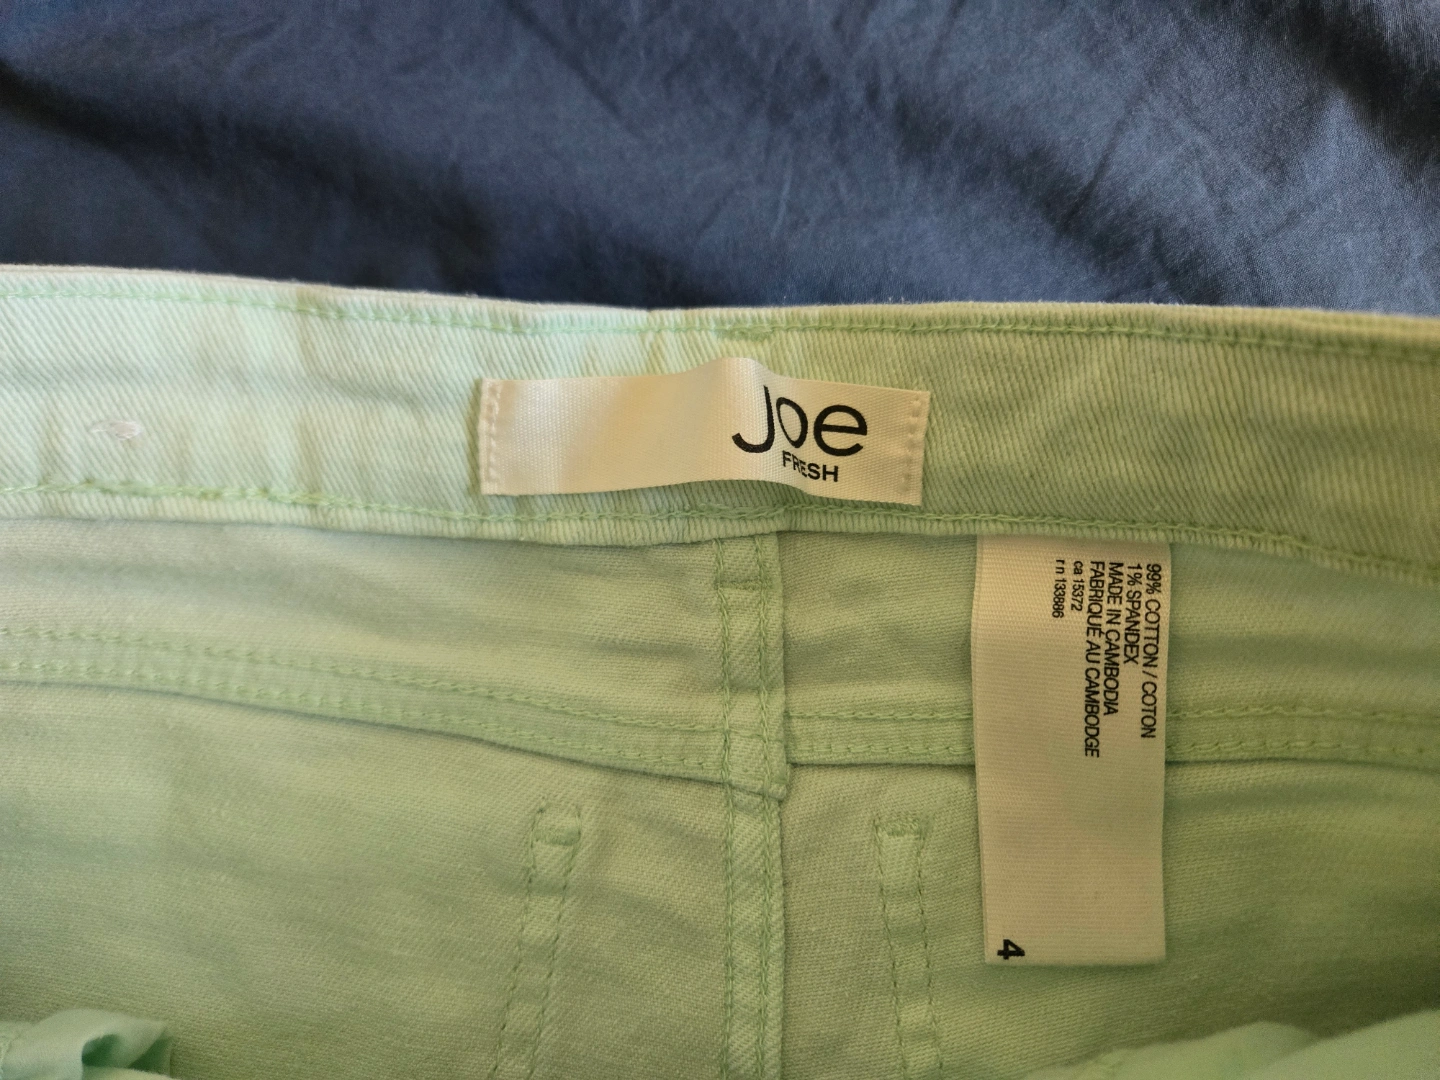 Joe
FRESH
99% COTTON / COTON
1% SPANDEX
MADE IN CAMBODIA
FABRIQUÉ AU CAMBODGE
ca 15372
rn 133886
4